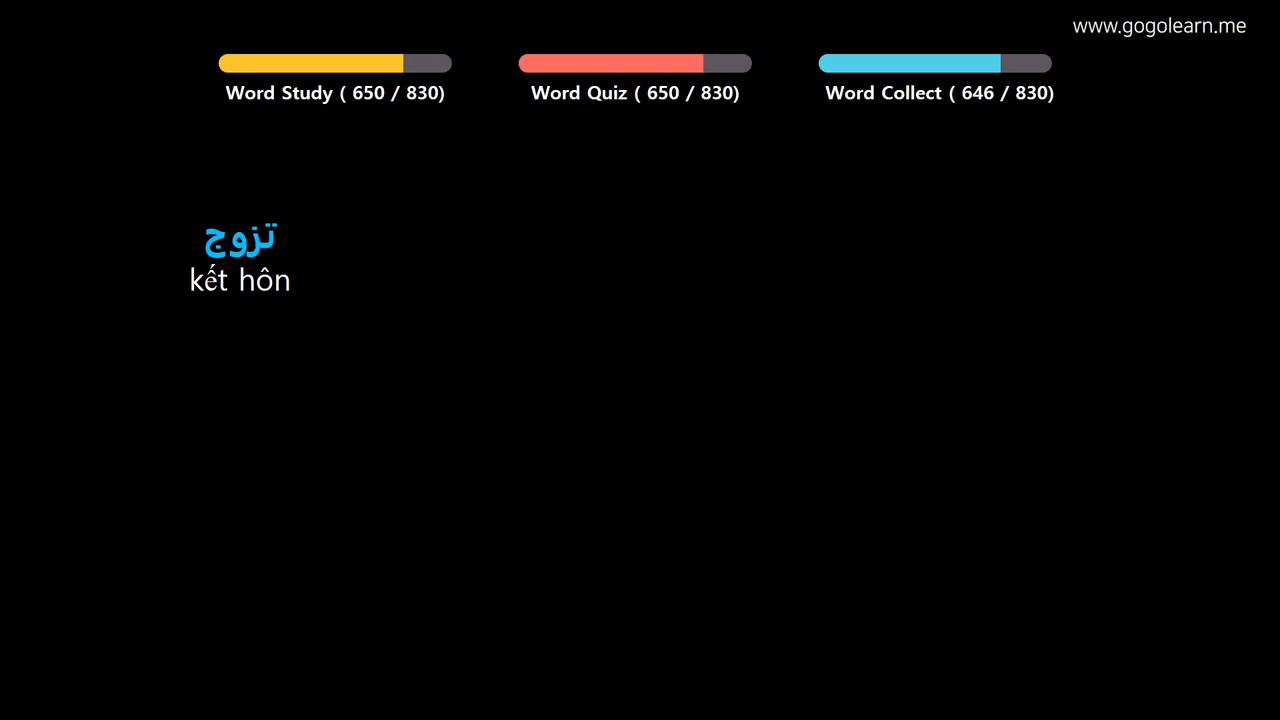 www.gogolearn.me
Word Study ( 650 / 830)
Word Quiz ( 650 / 830)
Word Collect ( 646 / 830)
تزوج
kết hôn